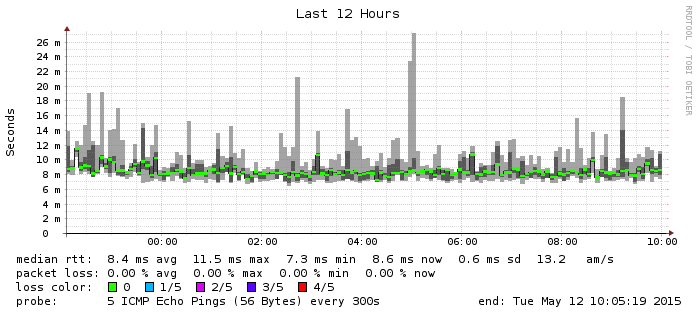 Last 12 Hours
RRDTOOL / TOBI OETIKER
Seconds
26 m
24 m
22 m
20 m
18 m
16 m
14 m
12 m
10 m
8 m
6 m
4 m
2 m
0
00:00 02:00 04:00 06:00 08:00 10:00
median rtt: 8.4 ms avg 11.5 ms max 7.3 ms min 8.6 ms now 0.6 ms sd 13.2 am/s
packet loss: 0.00 % avg 0.00 % max 0.00 % min 0.00 % now
loss color: 0 1/5 2/5 3/5 4/5
probe: 5 ICMP Echo Pings (56 Bytes) every 300s end: Tue May 12 10:05:19 2015